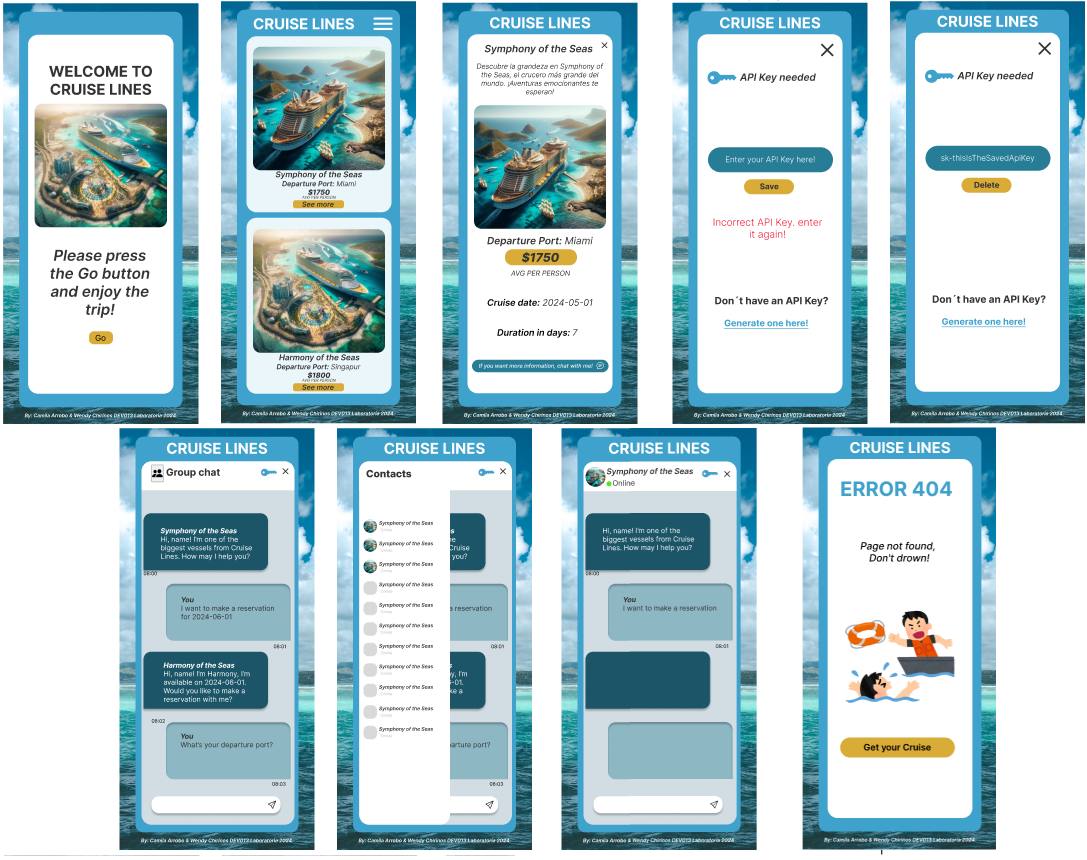 WELCOME TO
CRUISE LINES
Please press
the Go button
and enjoy the
trip!
Go
By: Camila Arrobo & Wendy Chirinos DEV013 Laboratoria 2024
CRUISE LINES
Symphony of the Seas
Departure Port: Miami
$1750
AVG PER PERSON
See more
Harmony of the Seas
Departure Port: Singapur
$1800
AVG PER PERSON
See more
By: Camila Arrobo & Wendy Chirinos DEV013 Laboratoria 2024
CRUISE LINES
Symphony of the Seas
Descubre la grandeza en Symphony of
the Seas, el crucero más grande del
mundo. ¡Aventuras emocionantes te
esperan!
Departure Port: Miami
$1750
AVG PER PERSON
Cruise date: 2024-05-01
Duration in days: 7
If you want more information, chat with me!
By: Camila Arrobo & Wendy Chirinos DEV013 Laboratoria 2024
CRUISE LINES
API Key needed
Enter your API Key here!
Save
Incorrect API Key. enter
it again!
Don´t have an API Key?
Generate one here!
By: Camila Arrobo & Wendy Chirinos DEV013 Laboratoria 2024
CRUISE LINES
API Key needed
sk-thisIsTheSavedApiKey
Delete
Don´t have an API Key?
Generate one here!
By: Camila Arrobo & Wendy Chirinos DEV013 Laboratoria 2024
CRUISE LINES
Group chat
Symphony of the Seas
Hi, name! I'm one of the
biggest vessels from Cruise
Lines. How may I help you?
08:00
You
I want to make a reservation
for 2024-06-01
08:01
Harmony of the Seas
Hi, name! I'm Harmony, I'm
available on 2024-06-01.
Would you like to make a
reservation with me?
08:02
You
What's your departure port?
08:03
By: Camila Arrobo & Wendy Chirinos DEV013 Laboratoria 2024
CRUISE LINES
Contacts
Symphony of the Seas
Online
Symphony of the Seas
Online
Symphony of the Seas
Online
Symphony of the Seas
Online
Symphony of the Seas
Online
Symphony of the Seas
Online
Symphony of the Seas
Online
Symphony of the Seas
Online
Symphony of the Seas
Online
Symphony of the Seas
Online
Symphony of the Seas
Online
s
Cruise
you?
a reservation
08:01
y, I'm
6-01.
ke a
parture port?
08:03
By: Camila Arrobo & Wendy Chirinos DEV013 Laboratoria 2024
CRUISE LINES
Symphony of the Seas
Online
Hi, name! I'm one of the
biggest vessels from Cruise
Lines. How may I help you?
08:00
You
I want to make a reservation
08:01
By: Camila Arrobo & Wendy Chirinos DEV013 Laboratoria 2024
CRUISE LINES
ERROR 404
Page not found,
Don't drown!
Get your Cruise
By: Camila Arrobo & Wendy Chirinos DEV013 Laboratoria 2024